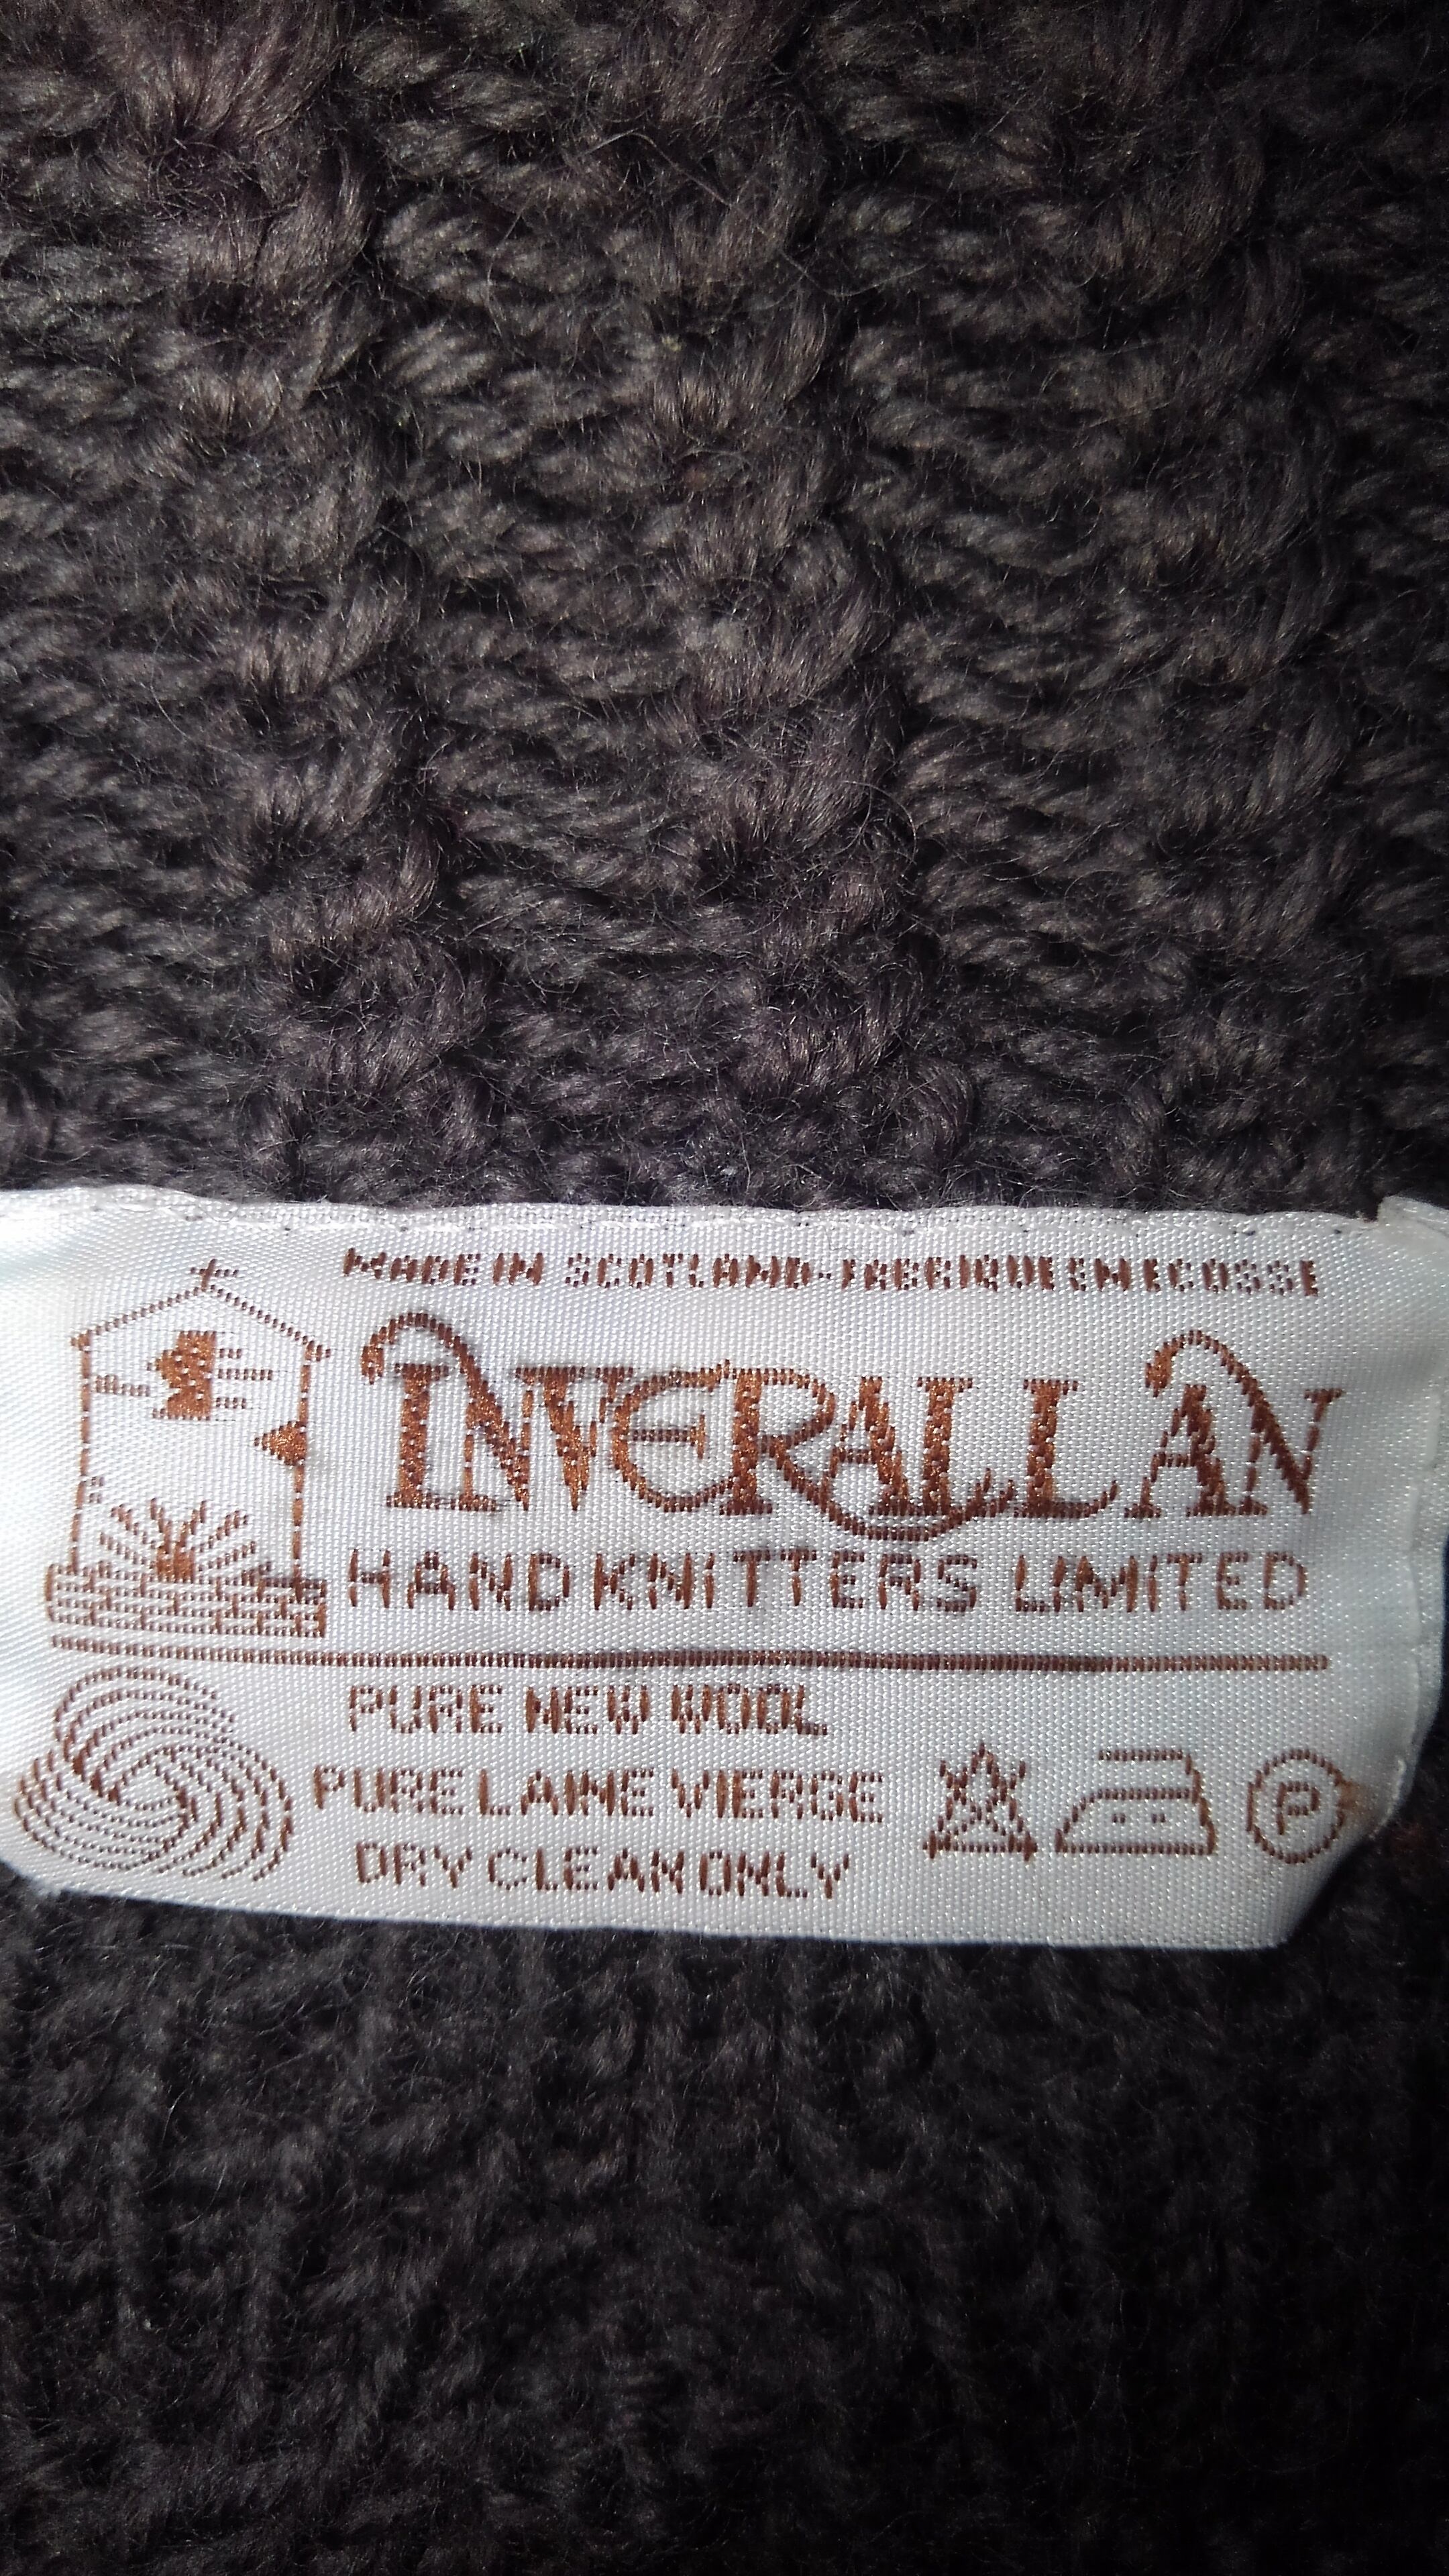 MADE IN SCOTLAND-FABRIQUE EN ECOSSE
INVERALLAN
HAND KNITTERS LIMITED
PURE NEW WOOL
PURE LAINE VIERGE
DRY CLEAN ONLY
P